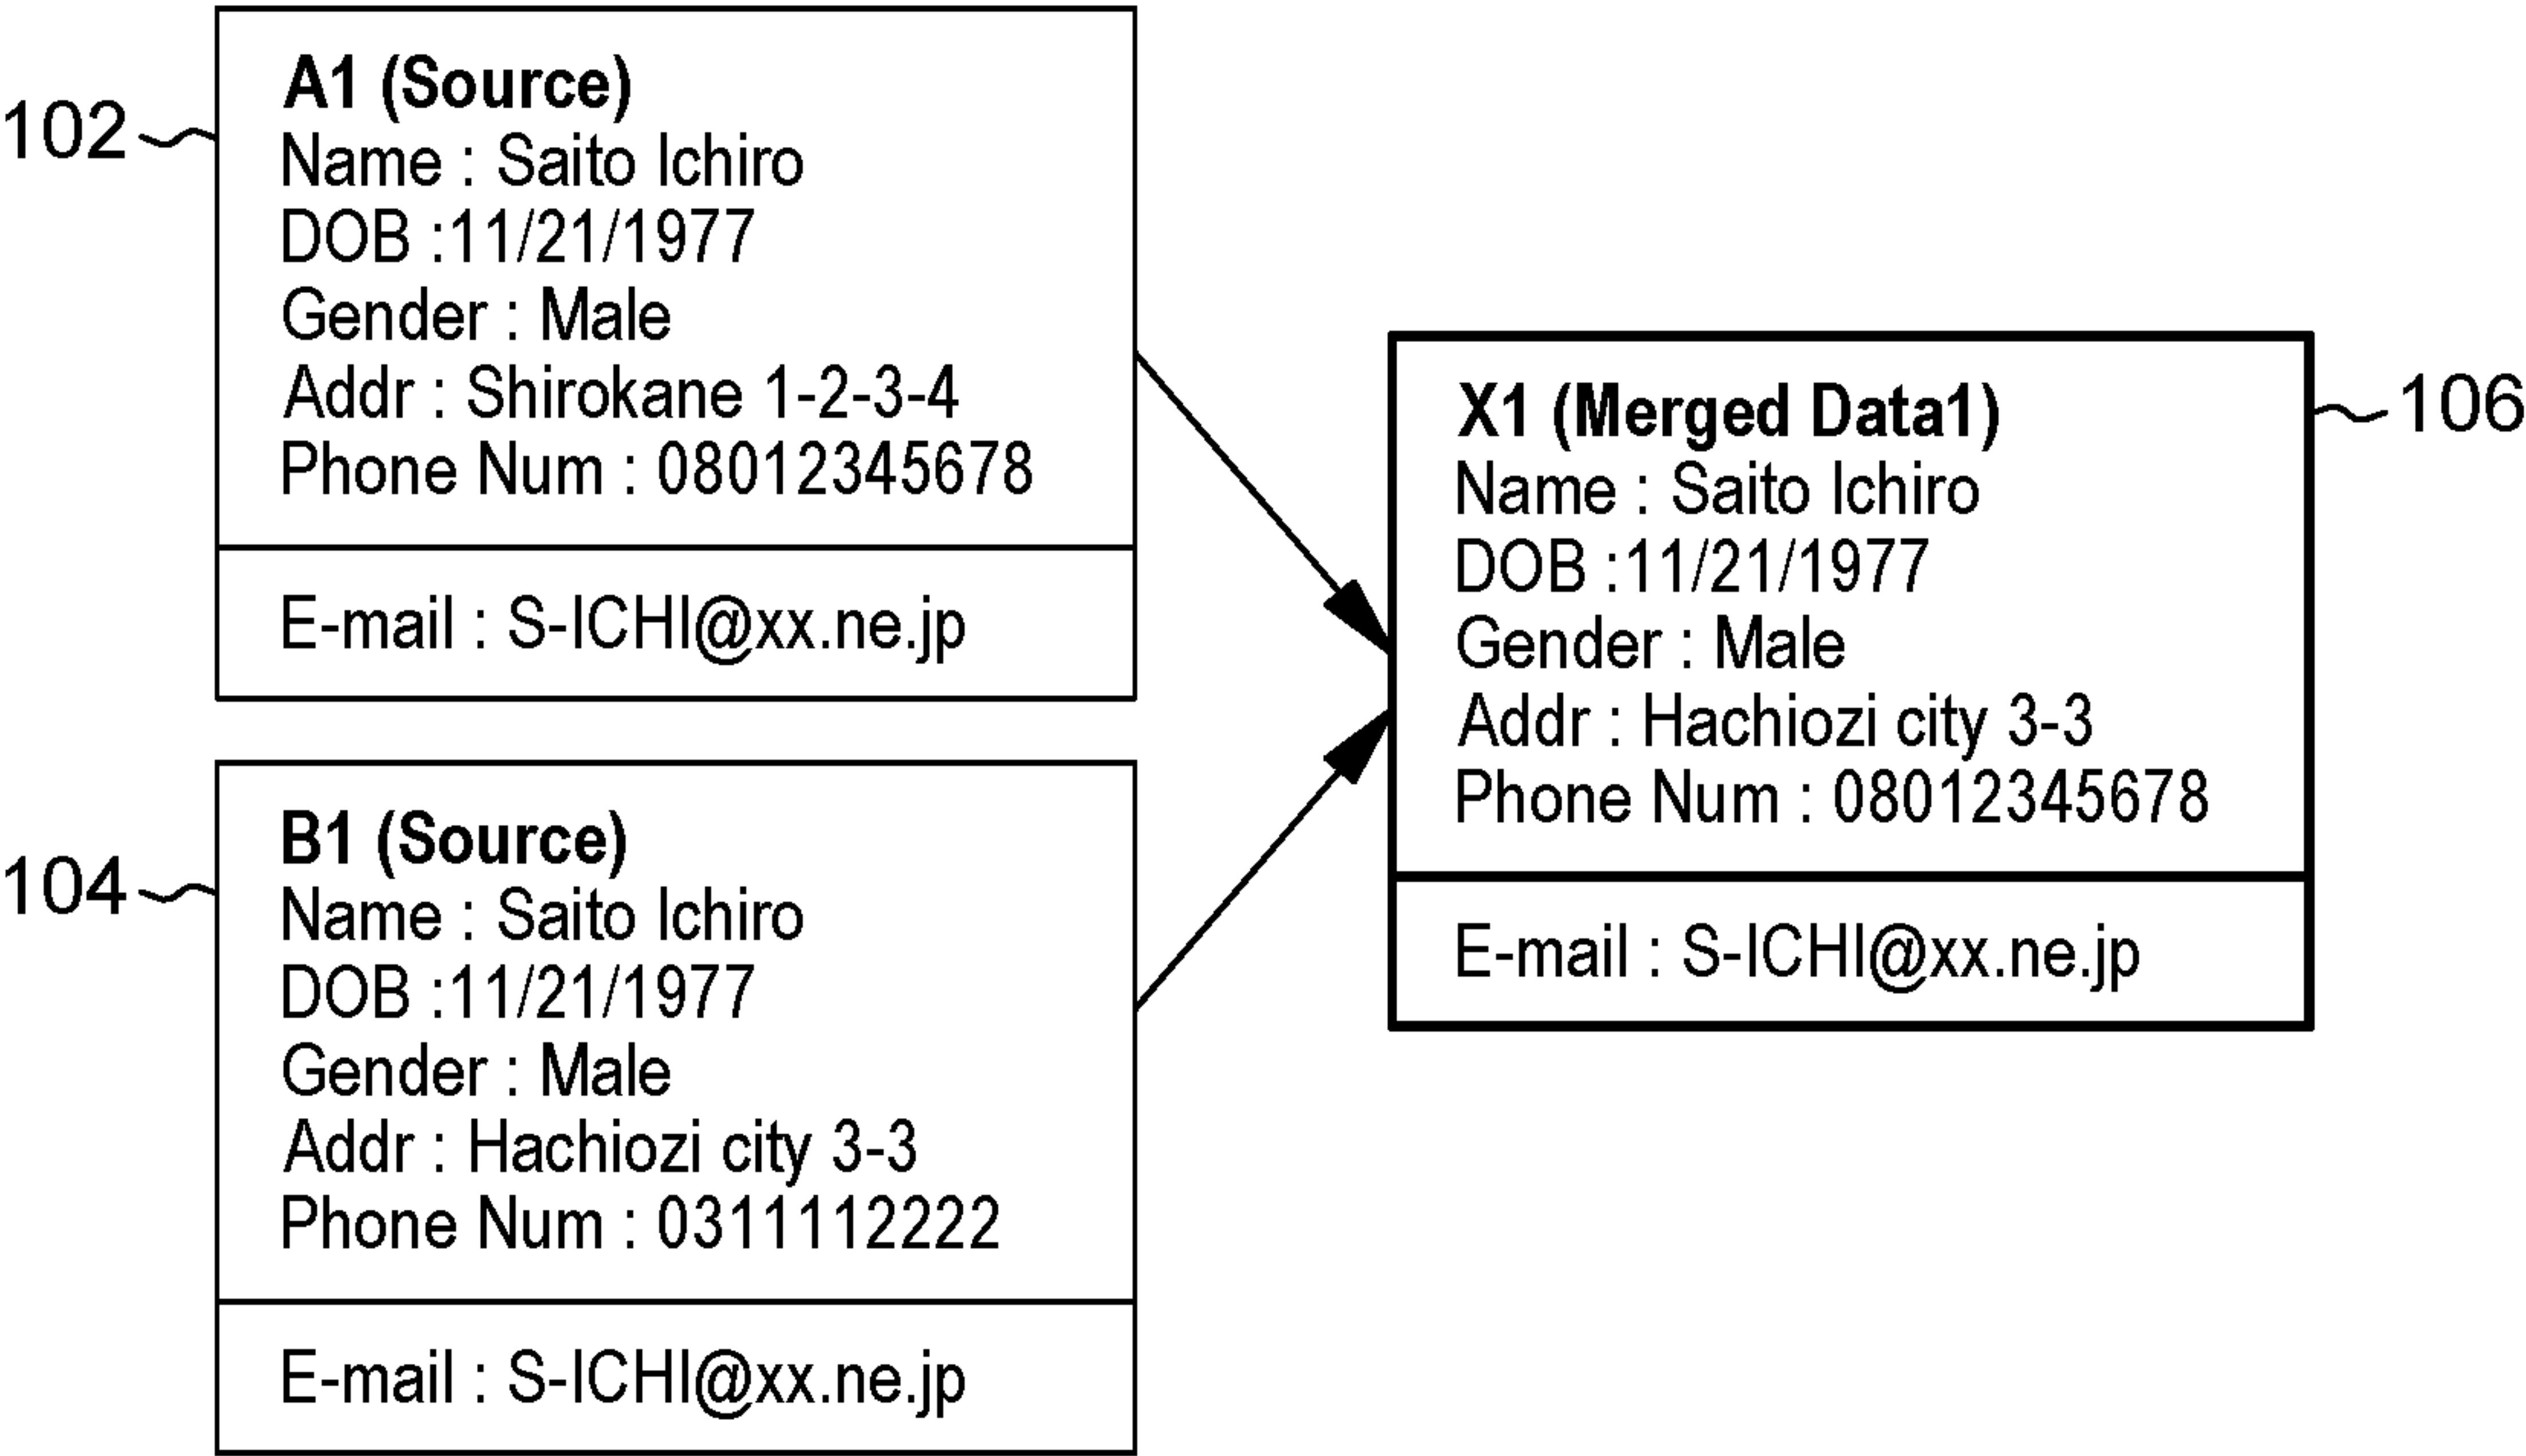 102
A1 (Source)
Name : Saito Ichiro
DOB :11/21/1977
Gender : Male
Addr : Shirokane 1-2-3-4
Phone Num : 08012345678
E-mail : S-ICHI@xx.ne.jp
104
B1 (Source)
Name : Saito Ichiro
DOB :11/21/1977
Gender : Male
Addr : Hachiozi city 3-3
Phone Num : 0311112222
E-mail : S-ICHI@xx.ne.jp
106
X1 (Merged Data1)
Name : Saito Ichiro
DOB :11/21/1977
Gender : Male
Addr : Hachiozi city 3-3
Phone Num : 08012345678
E-mail : S-ICHI@xx.ne.jp